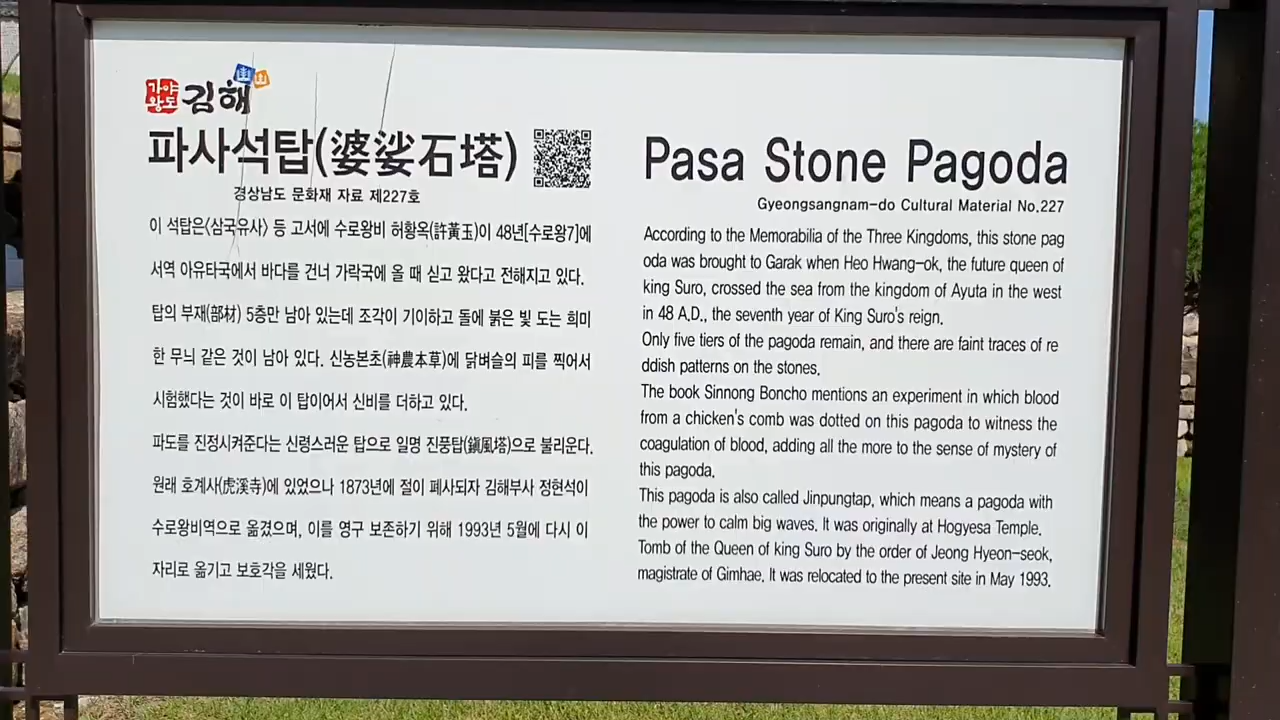 가야
왕도
김해
파사석탑(婆娑石塔)
경상남도 문화재 자료 제227호
이 석탑은<삼국유사> 등 고서에 수로왕비 허황옥(許黃玉)이 48년[수로왕7]에
서역 아유타국에서 바다를 건너 가락국에 올 때 싣고 왔다고 전해지고 있다.
탑의 부재(部材) 5층만 남아 있는데 조각이 기이하고 돌에 붉은 빛 도는 희미
한 무늬 같은 것이 남아 있다. 신농본초(神農本草)에 닭벼슬의 피를 찍어서
시험했다는 것이 바로 이 탑이어서 신비를 더하고 있다.
파도를 진정시켜준다는 신령스러운 탑으로 일명 진풍탑(鎭風塔)으로 불리운다.
원래 호계사(虎溪寺)에 있었으나 1873년에 절이 폐사되자 김해부사 정현석이
수로왕비역으로 옮겼으며, 이를 영구 보존하기 위해 1993년 5월에 다시 이
자리로 옮기고 보호각을 세웠다.
Pasa Stone Pagoda
Gyeongsangnam-do Cultural Material No.227
According to the Memorabilia of the Three Kingdoms, this stone pag
oda was brought to Garak when Heo Hwang-ok, the future queen of
king Suro, crossed the sea from the kingdom of Ayuta in the west
in 48 A.D., the seventh year of King Suro's reign.
Only five tiers of the pagoda remain, and there are faint traces of re
ddish patterns on the stones.
The book Sinnong Boncho mentions an experiment in which blood
from a chicken's comb was dotted on this pagoda to witness the
coagulation of blood, adding all the more to the sense of mystery of
this pagoda.
This pagoda is also called Jinpungtap, which means a pagoda with
the power to calm big waves. It was originally at Hogyesa Temple.
Tomb of the Queen of king Suro by the order of Jeong Hyeon-seok,
magistrate of Gimhae. It was relocated to the present site in May 1993.